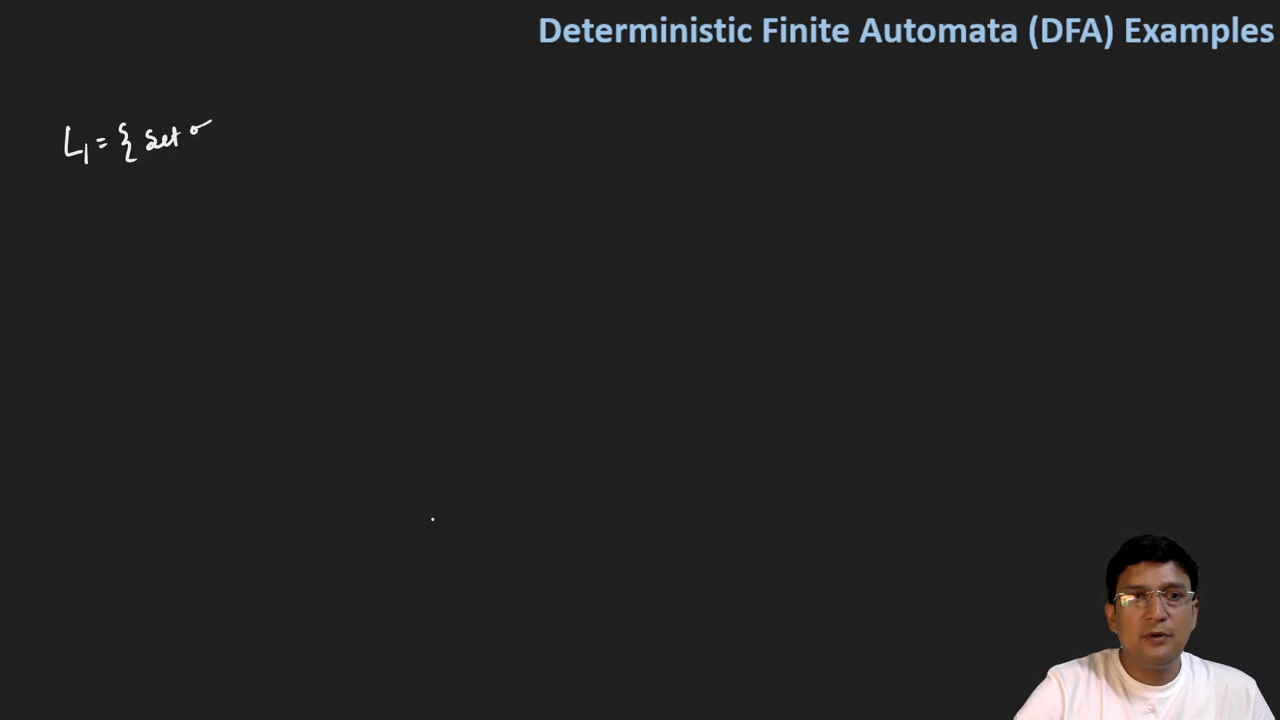 Deterministic Finite Automata (DFA) Examples
L₁ = { Set o